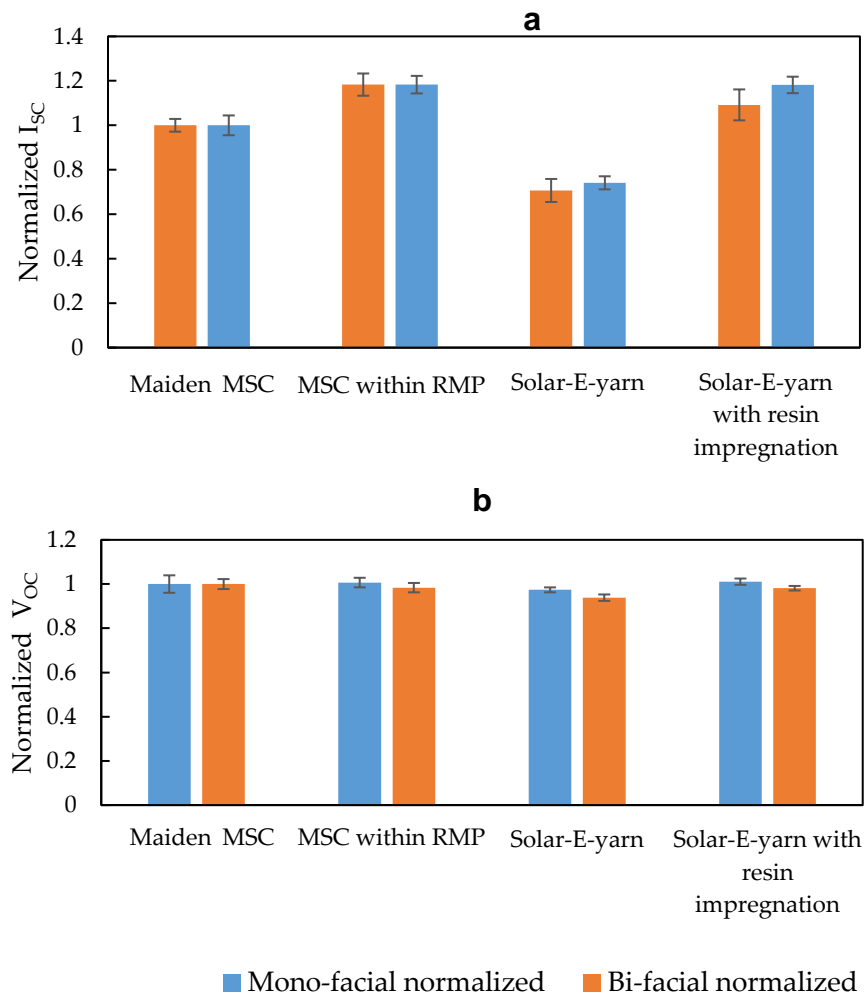 a
Normalized ISC
1.4
1.2
1
0.8
0.6
0.4
0.2
0
Maiden MSC
MSC within RMP
Solar-E-yarn
Solar-E-yarn
with resin
impregnation
b
Normalized VOC
1.2
1
0.8
0.6
0.4
0.2
0
Maiden MSC
MSC within RMP
Solar-E-yarn
Solar-E-yarn with
resin
impregnation
Mono-facial normalized
Bi-facial normalized